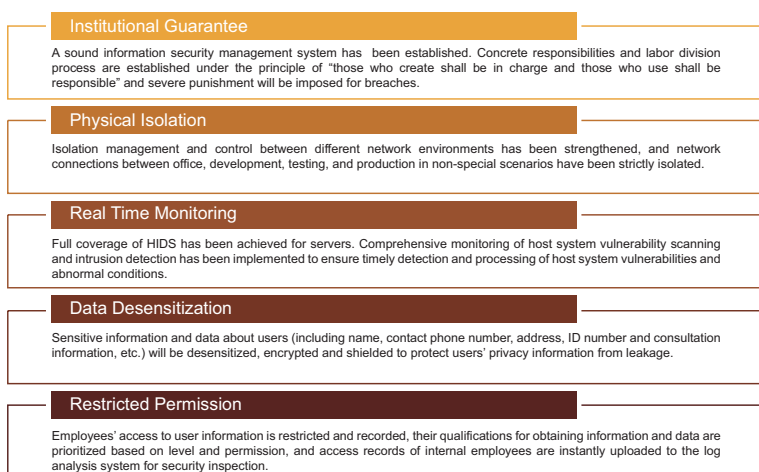 Institutional Guarantee
A sound information security management system has been established. Concrete responsibilities and labor division
process are established under the principle of “those who create shall be in charge and those who use shall be
responsible” and severe punishment will be imposed for breaches.
Physical Isolation
Isolation management and control between different network environments has been strengthened, and network
connections between office, development, testing, and production in non-special scenarios have been strictly isolated.
Real Time Monitoring
Full coverage of HIDS has been achieved for servers. Comprehensive monitoring of host system vulnerability scanning
and intrusion detection has been implemented to ensure timely detection and processing of host system vulnerabilities and
abnormal conditions.
Data Desensitization
Sensitive information and data about users (including name, contact phone number, address, ID number and consultation
information, etc.) will be desensitized, encrypted and shielded to protect users’ privacy information from leakage.
Restricted Permission
Employees’ access to user information is restricted and recorded, their qualifications for obtaining information and data are
prioritized based on level and permission, and access records of internal employees are instantly uploaded to the log
analysis system for security inspection.